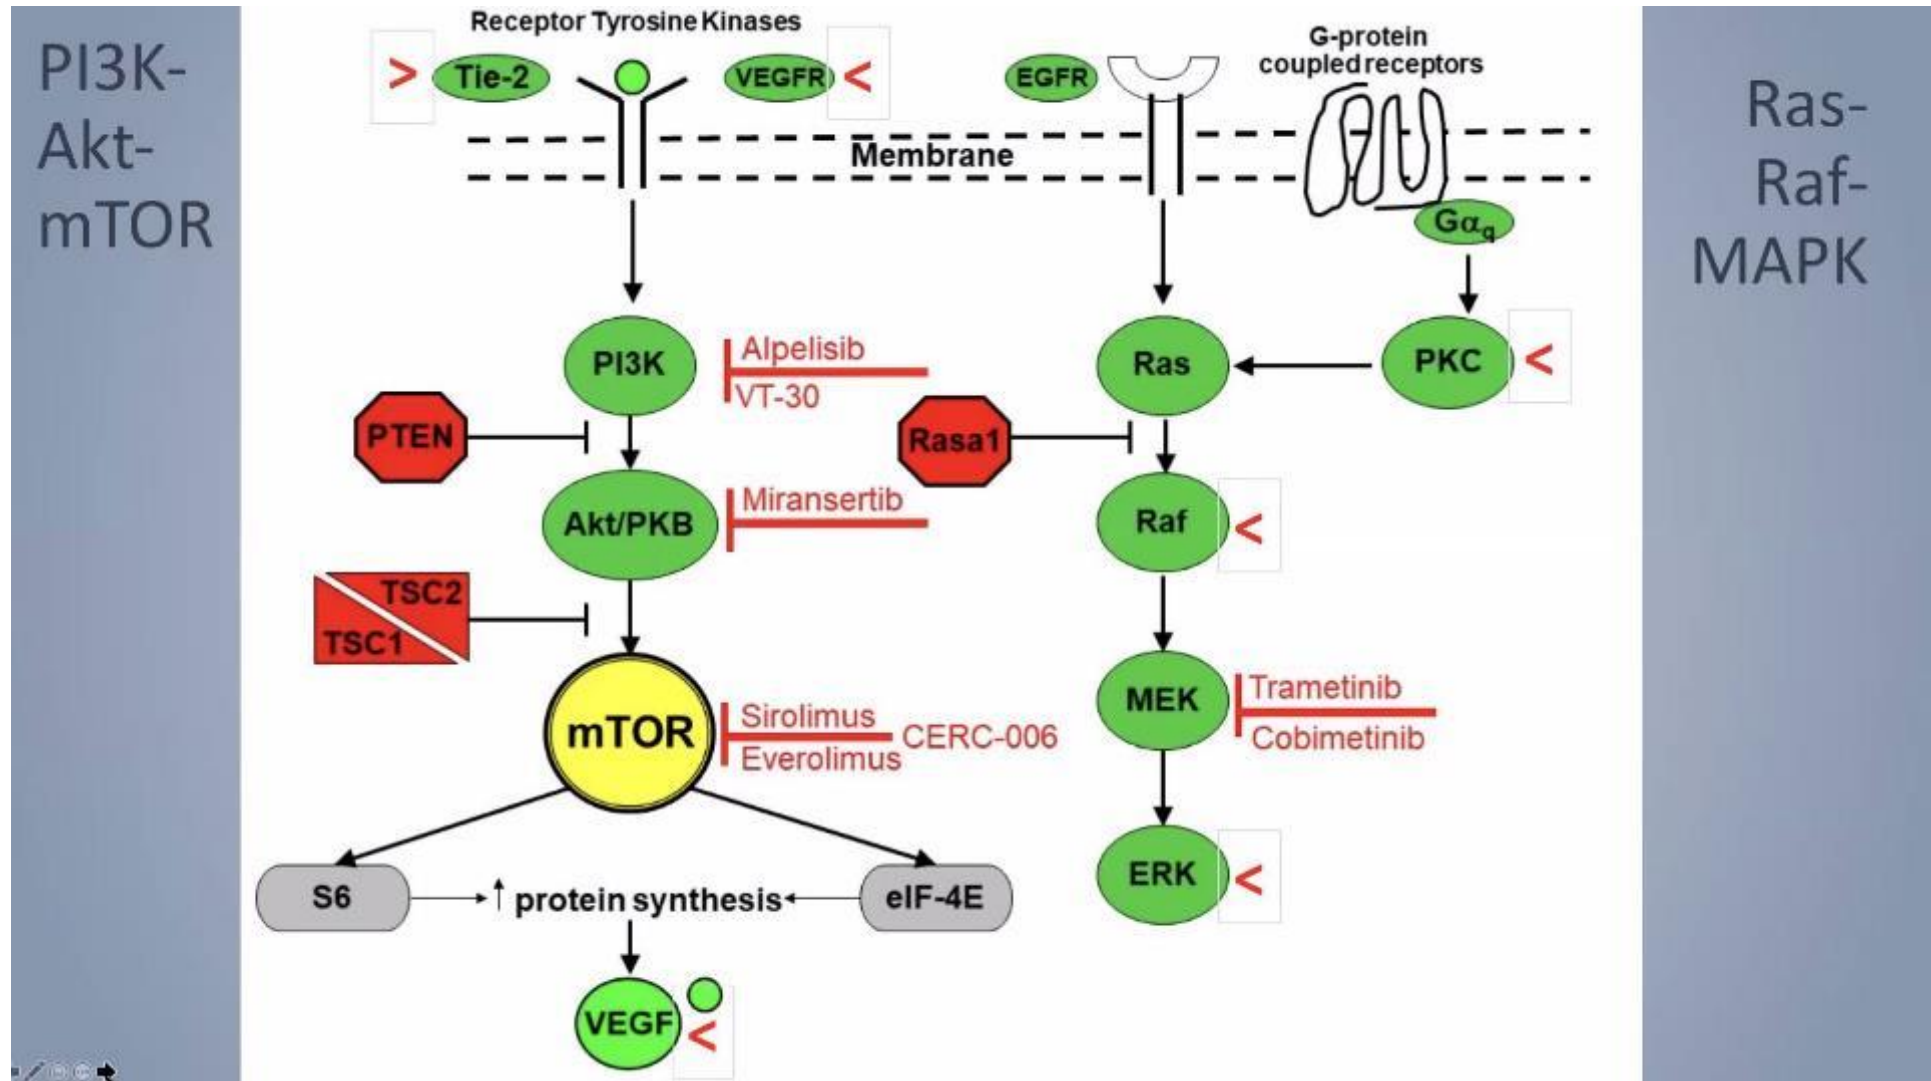 PI3K-
Akt-
mTOR
Receptor Tyrosine Kinases
> Tie-2
VEGFR <
EGFR
G-protein
coupled receptors
Membrane
Gαq
Ras-
Raf-
MAPK
PI3K
Alpelisib
VT-30
Ras
PKC <
PTEN
Rasa1
Akt/PKB
Miransertib
Raf <
TSC2
TSC1
mTOR
Sirolimus
Everolimus
CERC-006
MEK
Trametinib
Cobimetinib
S6
↑ protein synthesis
eIF-4E
ERK <
VEGF <